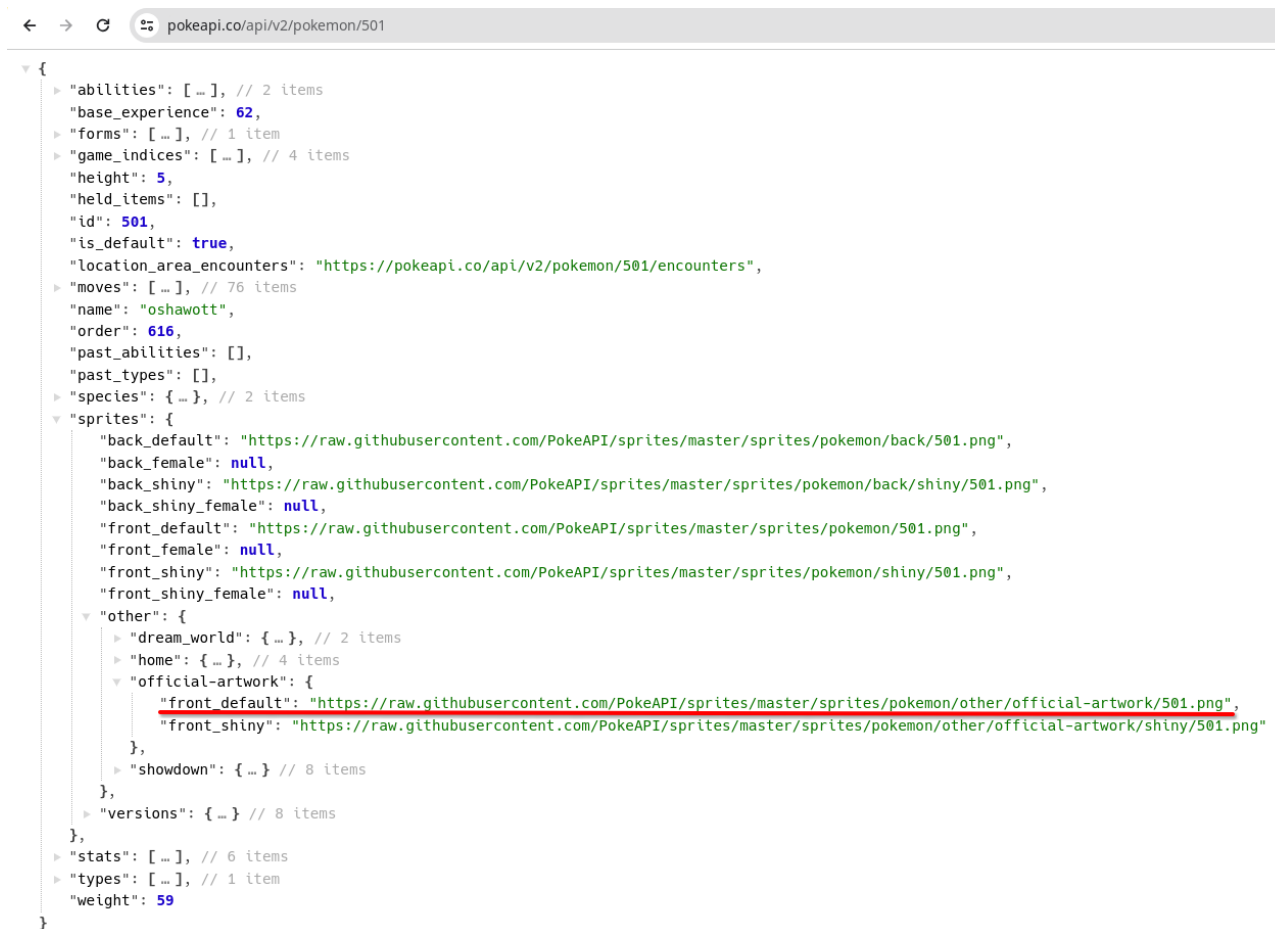 pokeapi.co/api/v2/pokemon/501
{
"abilities": [ … ], // 2 items
"base_experience": 62,
"forms": [ … ], // 1 item
"game_indices": [ … ], // 4 items
"height": 5,
"held_items": [],
"id": 501,
"is_default": true,
"location_area_encounters": "https://pokeapi.co/api/v2/pokemon/501/encounters",
"moves": [ … ], // 76 items
"name": "oshawott",
"order": 616,
"past_abilities": [],
"past_types": [],
"species": { … }, // 2 items
"sprites": {
"back_default": "https://raw.githubusercontent.com/PokeAPI/sprites/master/sprites/pokemon/back/501.png",
"back_female": null,
"back_shiny": "https://raw.githubusercontent.com/PokeAPI/sprites/master/sprites/pokemon/back/shiny/501.png",
"back_shiny_female": null,
"front_default": "https://raw.githubusercontent.com/PokeAPI/sprites/master/sprites/pokemon/501.png",
"front_female": null,
"front_shiny": "https://raw.githubusercontent.com/PokeAPI/sprites/master/sprites/pokemon/shiny/501.png",
"front_shiny_female": null,
"other": {
"dream_world": { … }, // 2 items
"home": { … }, // 4 items
"official-artwork": {
"front_default": "https://raw.githubusercontent.com/PokeAPI/sprites/master/sprites/pokemon/other/official-artwork/501.png",
"front_shiny": "https://raw.githubusercontent.com/PokeAPI/sprites/master/sprites/pokemon/other/official-artwork/shiny/501.png"
},
"showdown": { … } // 8 items
},
"versions": { … } // 8 items
},
"stats": [ … ], // 6 items
"types": [ … ], // 1 item
"weight": 59
}